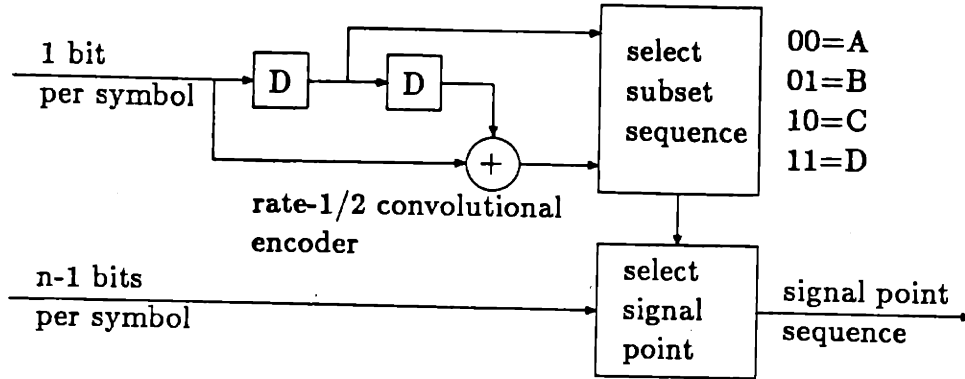 1 bit
per symbol
D
D
+
select
subset
sequence
00=A
01=B
10=C
11=D
rate-1/2 convolutional
encoder
n-1 bits
per symbol
select
signal
point
signal point
sequence